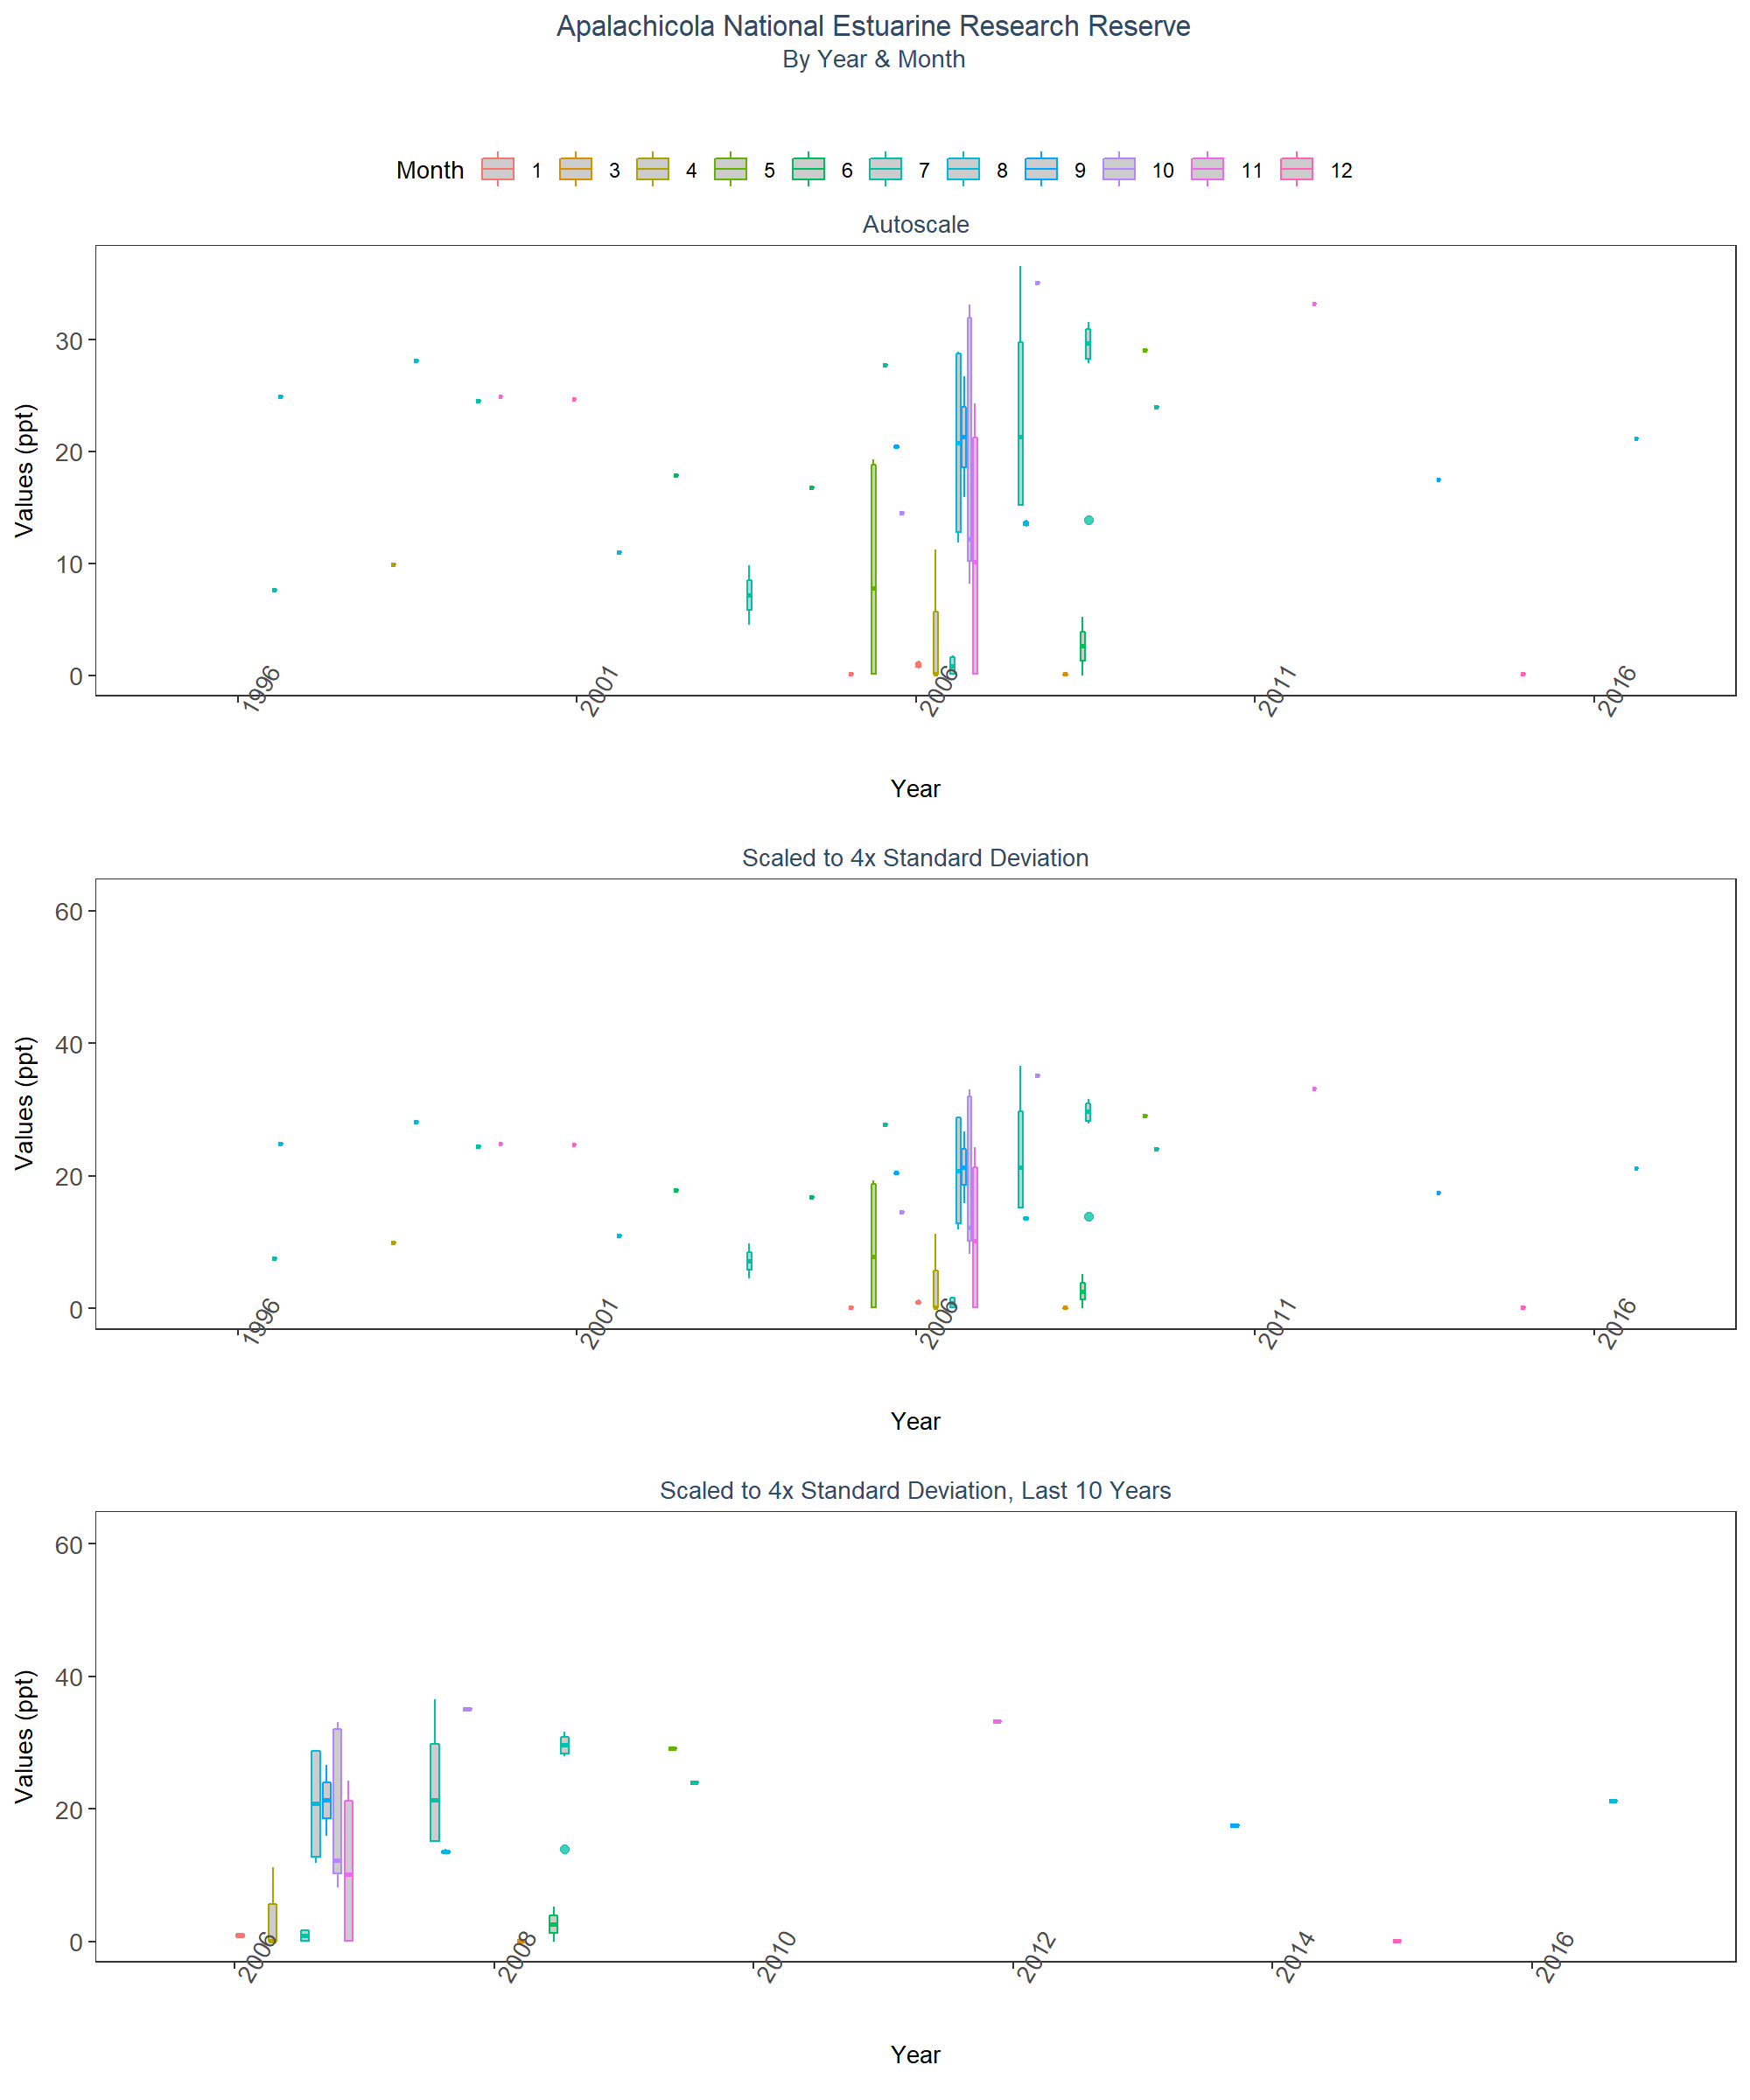 Apalachicola National Estuarine Research Reserve
By Year & Month
Month 1 3 4 5 6 7 8 9 10 11 12
Autoscale
Values (ppt)
30
20
10
0
1996 2001 2006 2011 2016
Year
Scaled to 4x Standard Deviation
Values (ppt)
60
40
20
0
1996 2001 2006 2011 2016
Year
Scaled to 4x Standard Deviation, Last 10 Years
Values (ppt)
60
40
20
0
2006 2008 2010 2012 2014 2016
Year